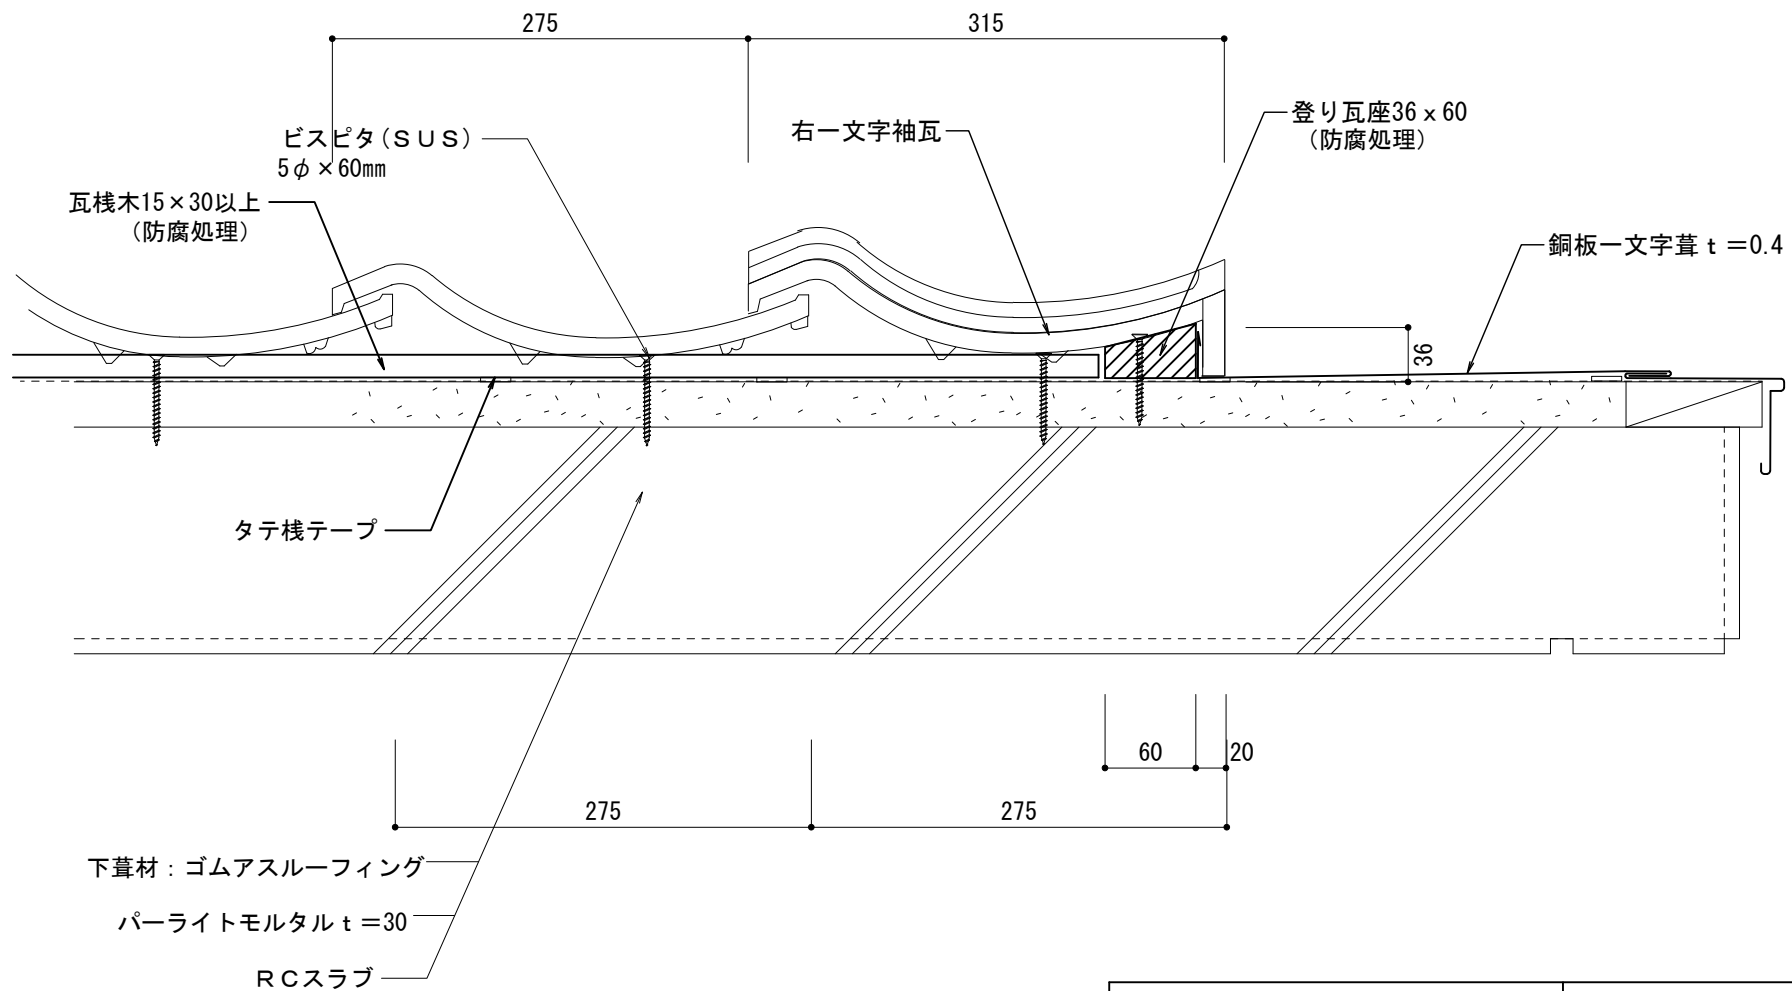 275
315
ビスピタ(ＳＵＳ)
5φ×60mm
右一文字袖瓦
登り瓦座36ｘ60
(防腐処理)
瓦桟木15×30以上
(防腐処理)
銅板一文字葺ｔ＝0.4
36
タテ桟テープ
60
20
275
275
下葺材：ゴムアスルーフィング
パーライトモルタルｔ＝30
ＲＣスラブ